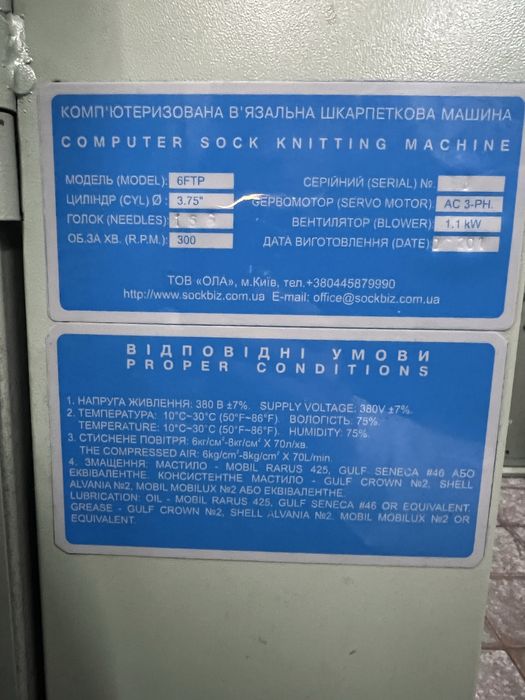 КОМП'ЮТЕРИЗОВАНА В'ЯЗАЛЬНА ШКАРПЕТКОВА МАШИНА
COMPUTER SOCK KNITTING MACHINE
МОДЕЛЬ (MODEL): 6FTP СЕРІЙНИЙ (SERIAL) №
ЦИЛІНДР (CYL) Ø: 3.75" СЕРВОМОТОР (SERVO MOTOR) AC 3-PH.
ГОЛОК (NEEDLES): ВЕНТИЛЯТОР (BLOWER): 1.1 kW
ОБ.ЗА ХВ. (R.P.M.): 300 ДАТА ВИГОТОВЛЕННЯ (DATE)
ТОВ «ОЛА», м.Київ, тел.+380445879990
http://www.sockbiz.com.ua E-mail: office@sockbiz.com.ua
ВІДПОВІДНІ УМОВИ
PROPER CONDITIONS
1. НАПРУГА ЖИВЛЕННЯ: 380 В ±7%. SUPPLY VOLTAGE: 380V ±7%.
2. ТЕМПЕРАТУРА: 10°C~30°C (50°F~86°F). ВОЛОГІСТЬ: 75%.
TEMPERATURE: 10°C~30°C (50°F~86°F). HUMIDITY: 75%.
3. СТИСНЕНЕ ПОВІТРЯ: 6кг/см²-8кг/см² X 70л/хв.
THE COMPRESSED AIR: 6kg/cm²-8kg/cm² X 70L/min.
4. ЗМАЩЕННЯ: МАСТИЛО - MOBIL RARUS 425, GULF SENECA #46 АБО
ЕКВІВАЛЕНТНЕ. КОНСИСТЕНТНЕ МАСТИЛО - GULF CROWN №2, SHELL
ALVANIA №2, MOBIL MOBILUX №2 АБО ЕКВІВАЛЕНТНЕ.
LUBRICATION: OIL - MOBIL RARUS 425, GULF SENECA #46 OR EQUIVALENT.
GREASE - GULF CROWN №2, SHELL ALVANIA №2, MOBIL MOBILUX №2 OR
EQUIVALENT.